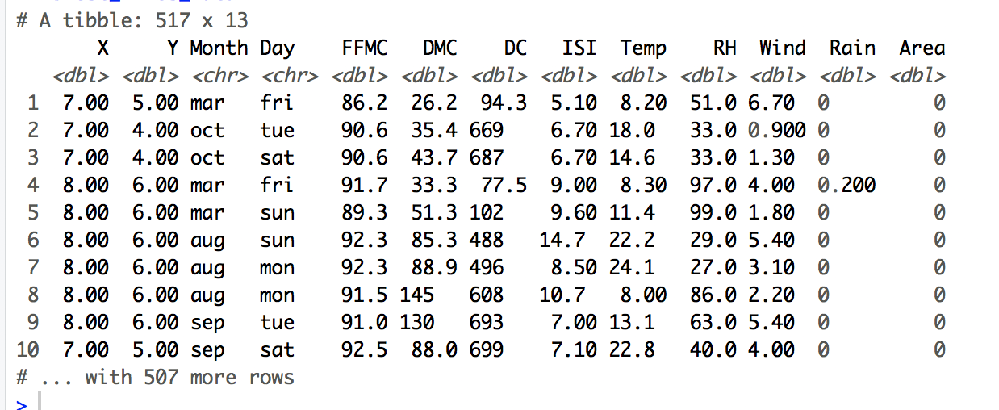 # A tibble: 517 x 13
X Y Month Day FFMC DMC DC ISI Temp RH Wind Rain Area
<dbl> <dbl> <chr> <chr> <dbl> <dbl> <dbl> <dbl> <dbl> <dbl> <dbl> <dbl> <dbl>
1 7.00 5.00 mar fri 86.2 26.2 94.3 5.10 8.20 51.0 6.70 0 0
2 7.00 4.00 oct tue 90.6 35.4 669 6.70 18.0 33.0 0.900 0 0
3 7.00 4.00 oct sat 90.6 43.7 687 6.70 14.6 33.0 1.30 0 0
4 8.00 6.00 mar fri 91.7 33.3 77.5 9.00 8.30 97.0 4.00 0.200 0
5 8.00 6.00 mar sun 89.3 51.3 102 9.60 11.4 99.0 1.80 0 0
6 8.00 6.00 aug sun 92.3 85.3 488 14.7 22.2 29.0 5.40 0 0
7 8.00 6.00 aug mon 92.3 88.9 496 8.50 24.1 27.0 3.10 0 0
8 8.00 6.00 aug mon 91.5 145 608 10.7 8.00 86.0 2.20 0 0
9 8.00 6.00 sep tue 91.0 130 693 7.00 13.1 63.0 5.40 0 0
10 7.00 5.00 sep sat 92.5 88.0 699 7.10 22.8 40.0 4.00 0 0
# ... with 507 more rows
>